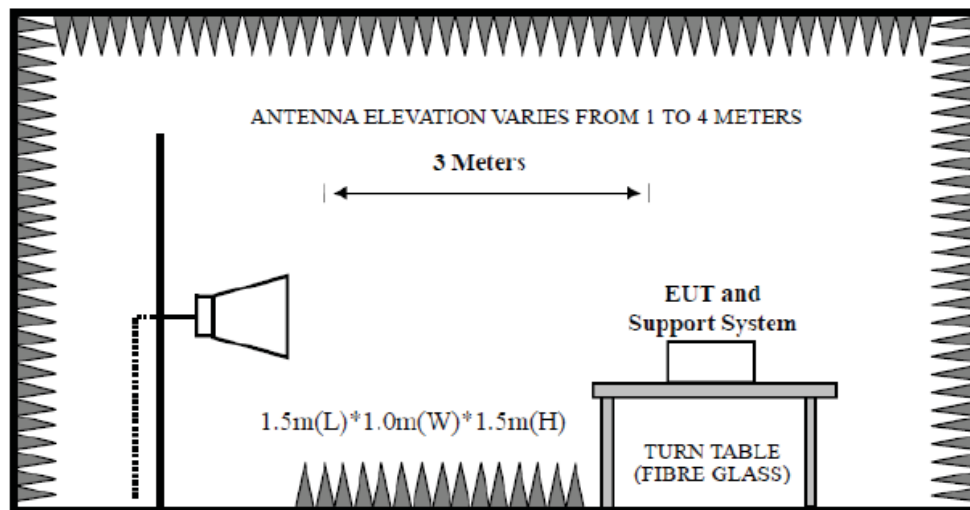 ANTENNA ELEVATION VARIES FROM 1 TO 4 METERS
3 Meters
EUT and
Support System
1.5m(L)*1.0m(W)*1.5m(H)
TURN TABLE
(FIBRE GLASS)